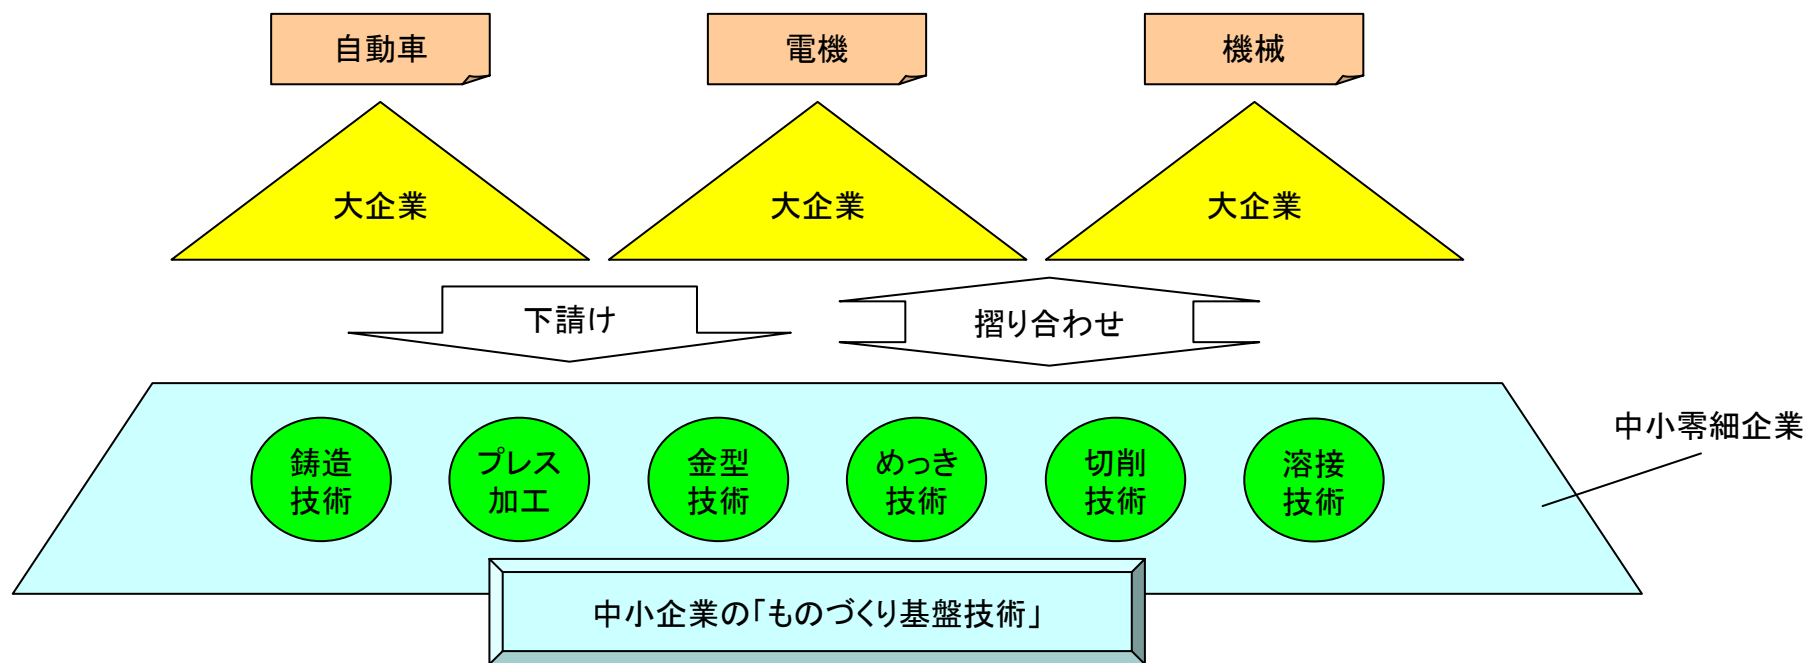 自動車
電機
機械
大企業
大企業
大企業
下請け
摺り合わせ
中小零細企業
鋳造
技術
プレス
加工
金型
技術
めっき
技術
切削
技術
溶接
技術
中小企業の「ものづくり基盤技術」